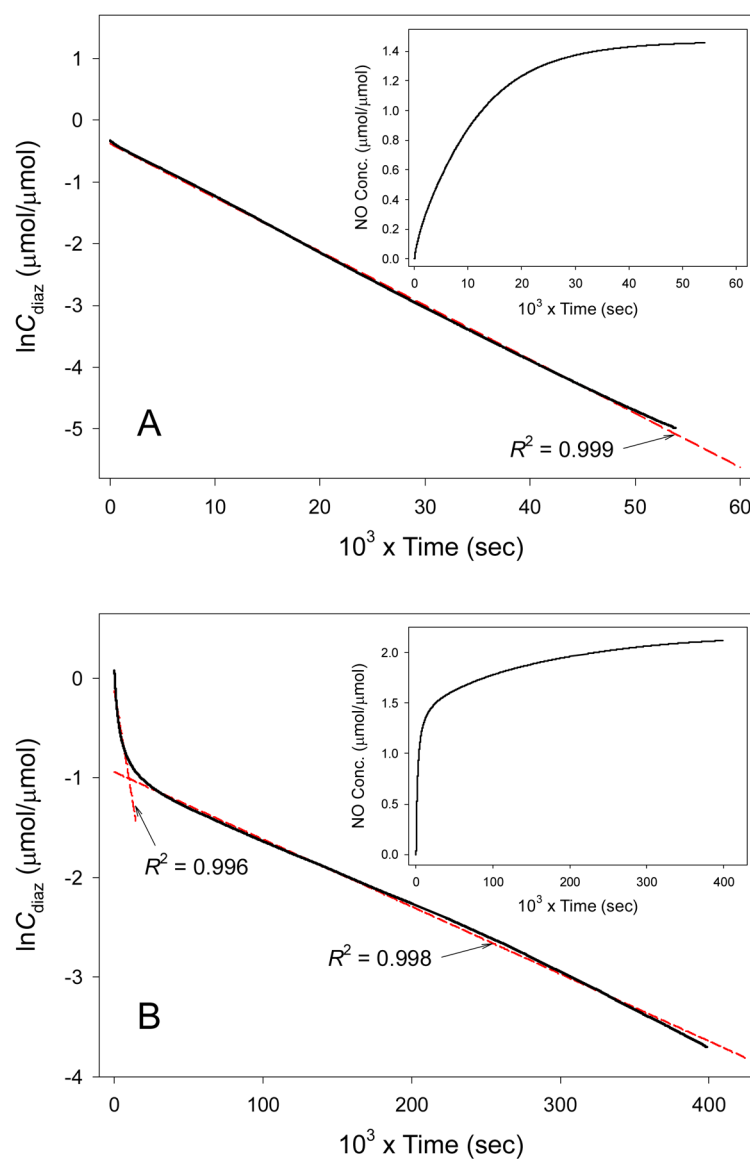 1
0
-1
-2
-3
-4
-5
lnC_diaz (μmol/μmol)
0 10 20 30 40 50 60
10³ x Time (sec)
A
R² = 0.999
1.4
1.2
1.0
0.8
0.6
0.4
0.2
0.0
NO Conc. (μmol/μmol)
0 10 20 30 40 50 60
10³ x Time (sec)
0
-1
-2
-3
-4
lnC_diaz (μmol/μmol)
0 100 200 300 400
10³ x Time (sec)
B
R² = 0.996
R² = 0.998
2.0
1.5
1.0
0.5
0.0
NO Conc. (μmol/μmol)
0 100 200 300 400
10³ x Time (sec)